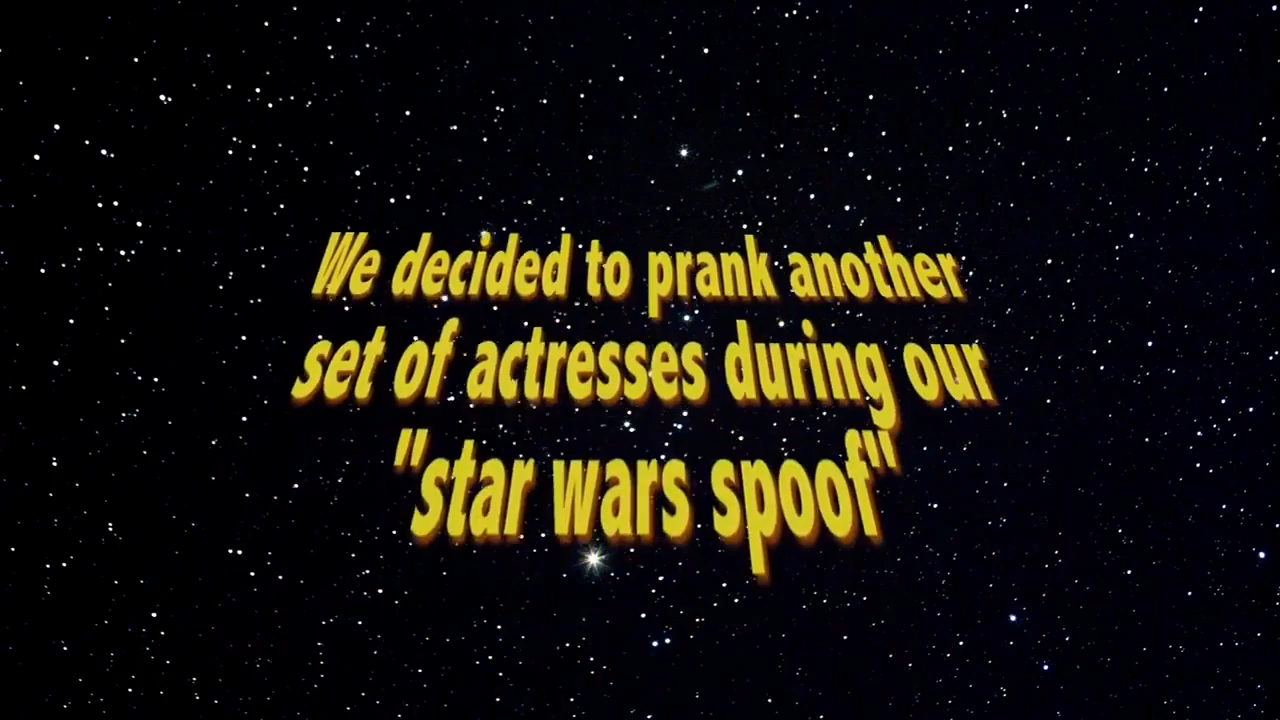 We decided to prank another
set of actresses during our
"star wars spoof"